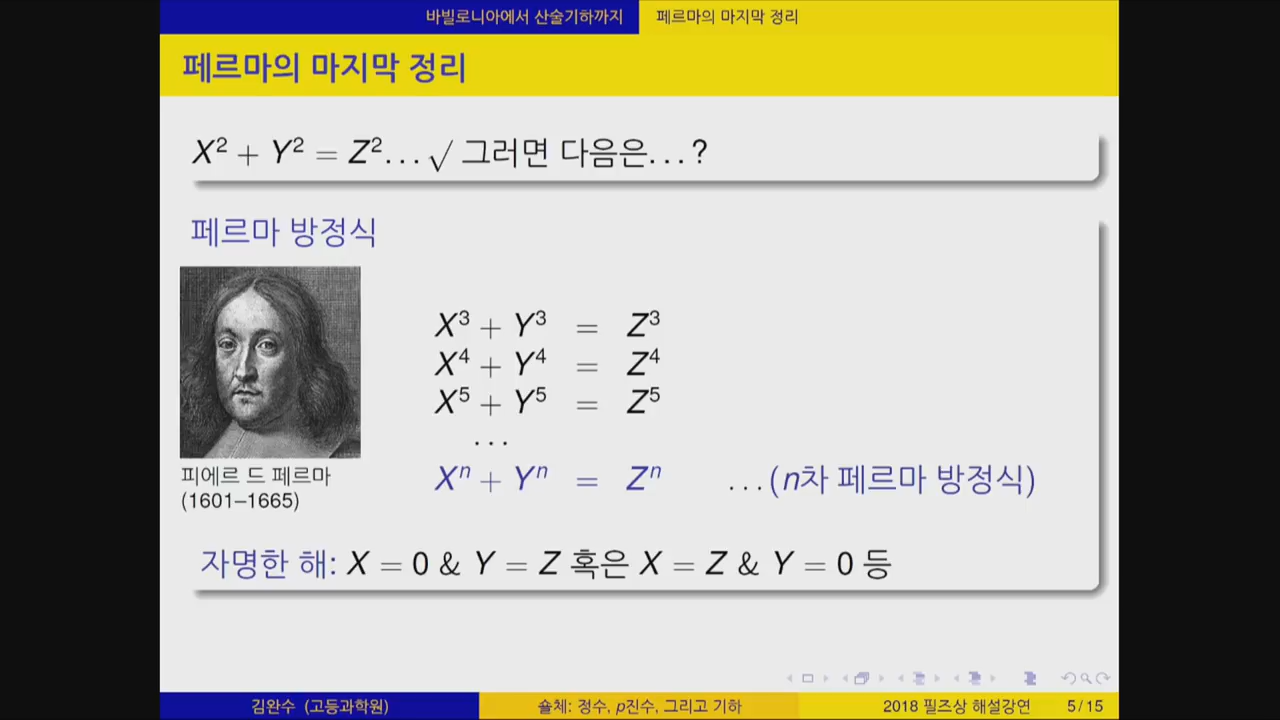 바빌로니아에서 산술기하까지 페르마의 마지막 정리
페르마의 마지막 정리
X² + Y² = Z²...√ 그러면 다음은...?
페르마 방정식
X³ + Y³ = Z³
X⁴ + Y⁴ = Z⁴
X⁵ + Y⁵ = Z⁵
...
Xⁿ + Yⁿ = Zⁿ ...(n차 페르마 방정식)
피에르 드 페르마
(1601–1665)
자명한 해: X = 0 & Y = Z 혹은 X = Z & Y = 0 등
김완수 (고등과학원) 숄체: 정수, p진수, 그리고 기하 2018 필즈상 해설강연 5 / 15